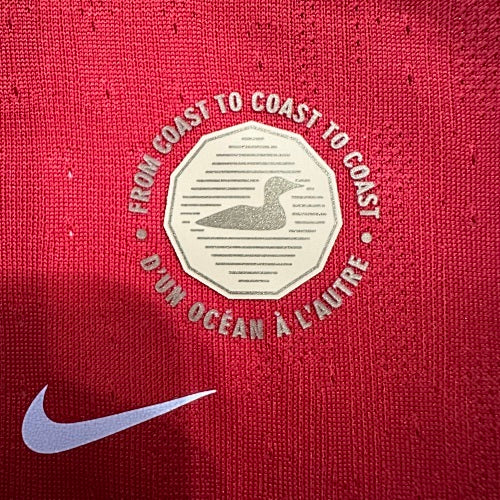 FROM COAST TO COAST TO COAST
D'UN OCÉAN À L'AUTRE